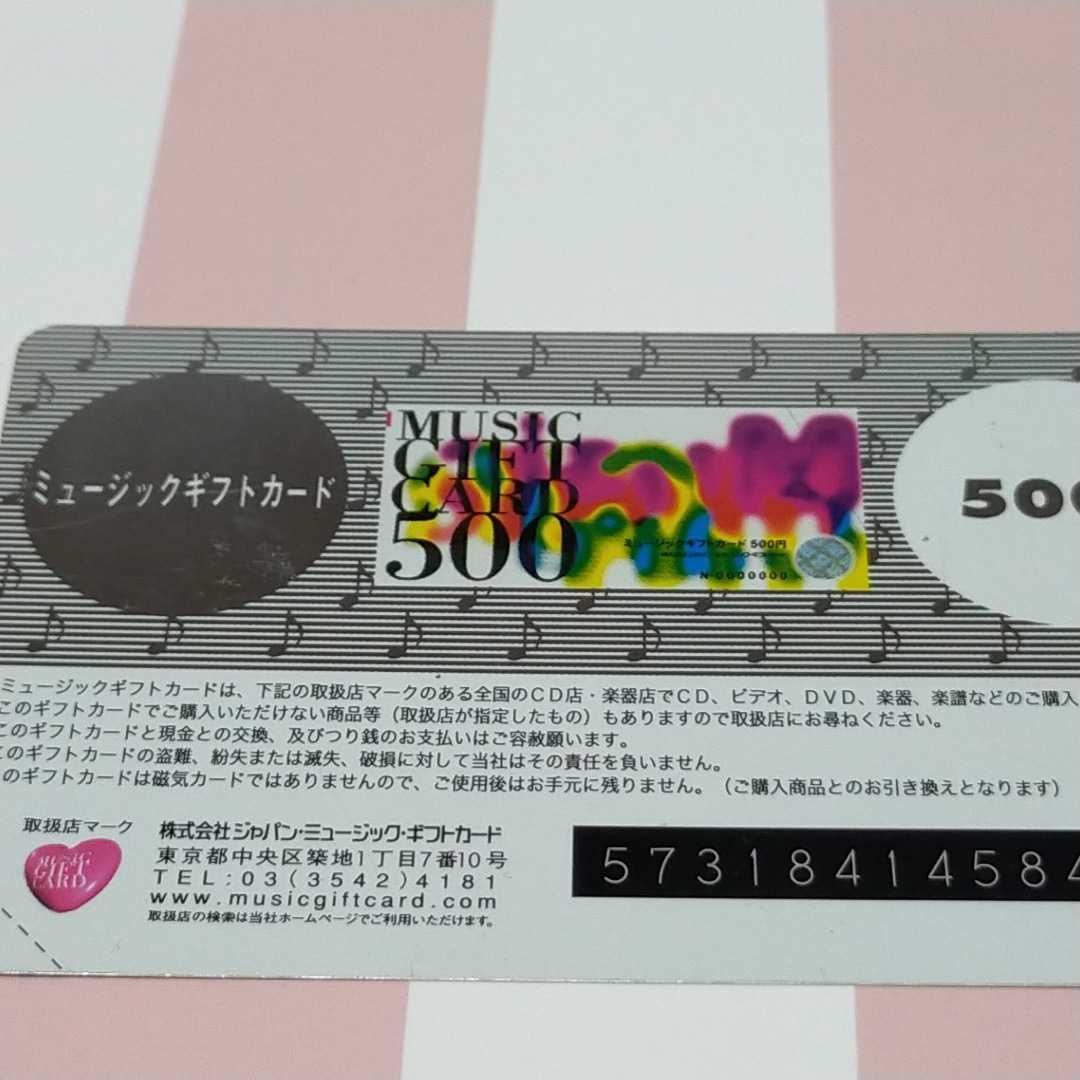 ミュージックギフトカード
MUSIC
GIFT
CARD
500
ミュージックギフトカード 500円
500
ミュージックギフトカードは、下記の取扱店マークのある全国のCD店・楽器店でCD、ビデオ、DVD、楽器、楽譜などのご購入
このギフトカードでご購入いただけない商品等(取扱店が指定したもの)もありますので取扱店にお尋ねください。
このギフトカードと現金との交換、及びつり銭のお支払いはご容赦願います。
このギフトカードの盗難、紛失または滅失、破損に対して当社はその責任を負いません。
のギフトカードは磁気カードではありませんので、ご使用後はお手元に残りません。(ご購入商品とのお引き換えとなります)
取扱店マーク
MUSIC
GIFT
CARD
株式会社ジャパン・ミュージック・ギフトカード
東京都中央区築地1丁目7番10号
TEL:03(3542)4181
www.musicgiftcard.com
取扱店の検索は当社ホームページでご利用いただけます。
57318414584